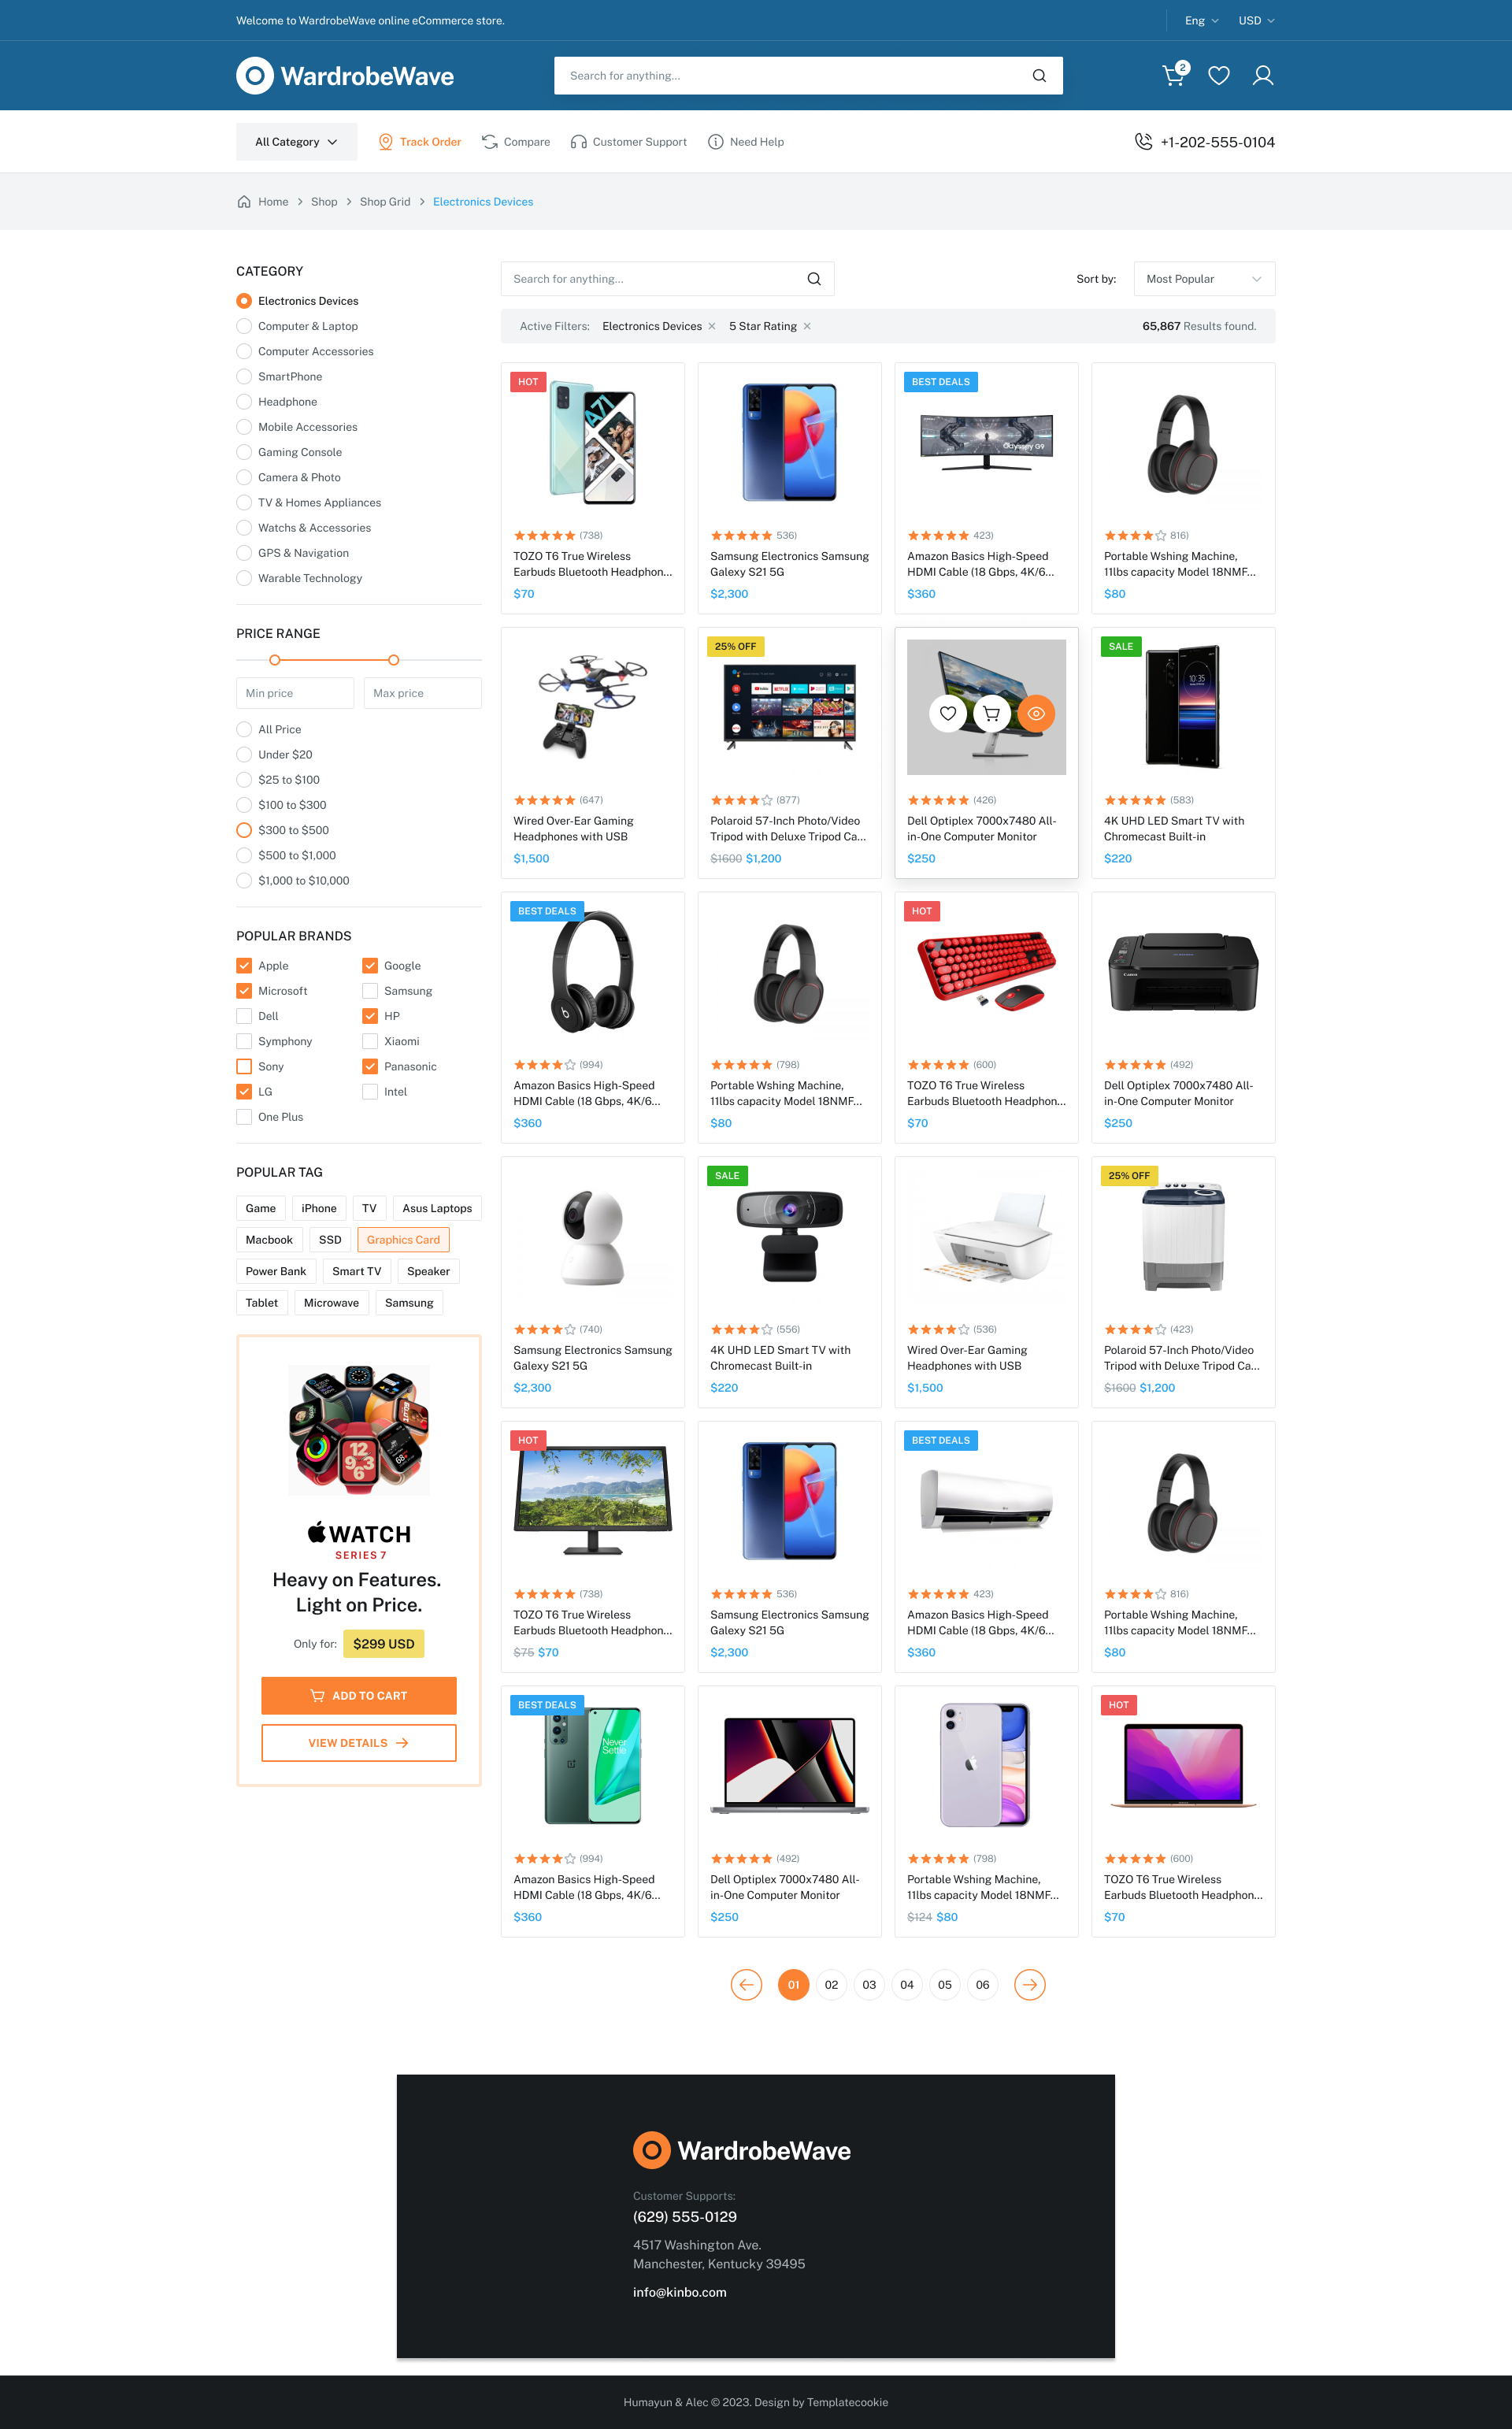 Welcome to WardrobeWave online eCommerce store.
Eng
USD
WardrobeWave
Search for anything...
2
All Category
Track Order
Compare
Customer Support
Need Help
+1-202-555-0104
Home
Shop
Shop Grid
Electronics Devices
CATEGORY
Electronics Devices
Computer & Laptop
Computer Accessories
SmartPhone
Headphone
Mobile Accessories
Gaming Console
Camera & Photo
TV & Homes Appliances
Watchs & Accessories
GPS & Navigation
Warable Technology
PRICE RANGE
Min price
Max price
All Price
Under $20
$25 to $100
$100 to $300
$300 to $500
$500 to $1,000
$1,000 to $10,000
POPULAR BRANDS
Apple
Google
Microsoft
Samsung
Dell
HP
Symphony
Xiaomi
Sony
Panasonic
LG
Intel
One Plus
POPULAR TAG
Game
iPhone
TV
Asus Laptops
Macbook
SSD
Graphics Card
Power Bank
Smart TV
Speaker
Tablet
Microwave
Samsung
WATCH
SERIES 7
Heavy on Features.
Light on Price.
Only for:
$299 USD
ADD TO CART
VIEW DETAILS
Search for anything...
Sort by:
Most Popular
Active Filters:
Electronics Devices
5 Star Rating
65,867 Results found.
HOT
A71
(738)
TOZO T6 True Wireless
Earbuds Bluetooth Headphon...
$70
536)
Samsung Electronics Samsung
Galexy S21 5G
$2,300
BEST DEALS
Odyssey G9
423)
Amazon Basics High-Speed
HDMI Cable (18 Gbps, 4K/6...
$360
816)
Portable Wshing Machine,
11lbs capacity Model 18NMF...
$80
(647)
Wired Over-Ear Gaming
Headphones with USB
$1,500
25% OFF
(877)
Polaroid 57-Inch Photo/Video
Tripod with Deluxe Tripod Ca...
$1600 $1,200
(426)
Dell Optiplex 7000x7480 All-
in-One Computer Monitor
$250
SALE
10:35
(583)
4K UHD LED Smart TV with
Chromecast Built-in
$220
BEST DEALS
(994)
Amazon Basics High-Speed
HDMI Cable (18 Gbps, 4K/6...
$360
(798)
Portable Wshing Machine,
11lbs capacity Model 18NMF...
$80
HOT
(600)
TOZO T6 True Wireless
Earbuds Bluetooth Headphon...
$70
Canon
(492)
Dell Optiplex 7000x7480 All-
in-One Computer Monitor
$250
(740)
Samsung Electronics Samsung
Galexy S21 5G
$2,300
SALE
(556)
4K UHD LED Smart TV with
Chromecast Built-in
$220
(536)
Wired Over-Ear Gaming
Headphones with USB
$1,500
25% OFF
(423)
Polaroid 57-Inch Photo/Video
Tripod with Deluxe Tripod Ca...
$1600 $1,200
HOT
(738)
TOZO T6 True Wireless
Earbuds Bluetooth Headphon...
$75 $70
536)
Samsung Electronics Samsung
Galexy S21 5G
$2,300
BEST DEALS
423)
Amazon Basics High-Speed
HDMI Cable (18 Gbps, 4K/6...
$360
816)
Portable Wshing Machine,
11lbs capacity Model 18NMF...
$80
BEST DEALS
Never
Settle
(994)
Amazon Basics High-Speed
HDMI Cable (18 Gbps, 4K/6...
$360
(492)
Dell Optiplex 7000x7480 All-
in-One Computer Monitor
$250
(798)
Portable Wshing Machine,
11lbs capacity Model 18NMF...
$124 $80
HOT
(600)
TOZO T6 True Wireless
Earbuds Bluetooth Headphon...
$70
01
02
03
04
05
06
WardrobeWave
Customer Supports:
(629) 555-0129
4517 Washington Ave.
Manchester, Kentucky 39495
info@kinbo.com
Humayun & Alec © 2023. Design by Templatecookie